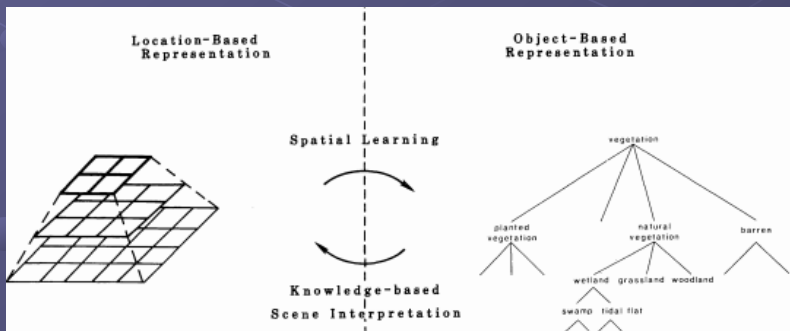 Location-Based
Representation
Object-Based
Representation
Spatial Learning
Knowledge-based
Scene Interpretation
vegetation
planted
vegetation
natural
vegetation
barren
wetland grassland woodland
swamp tidal flat